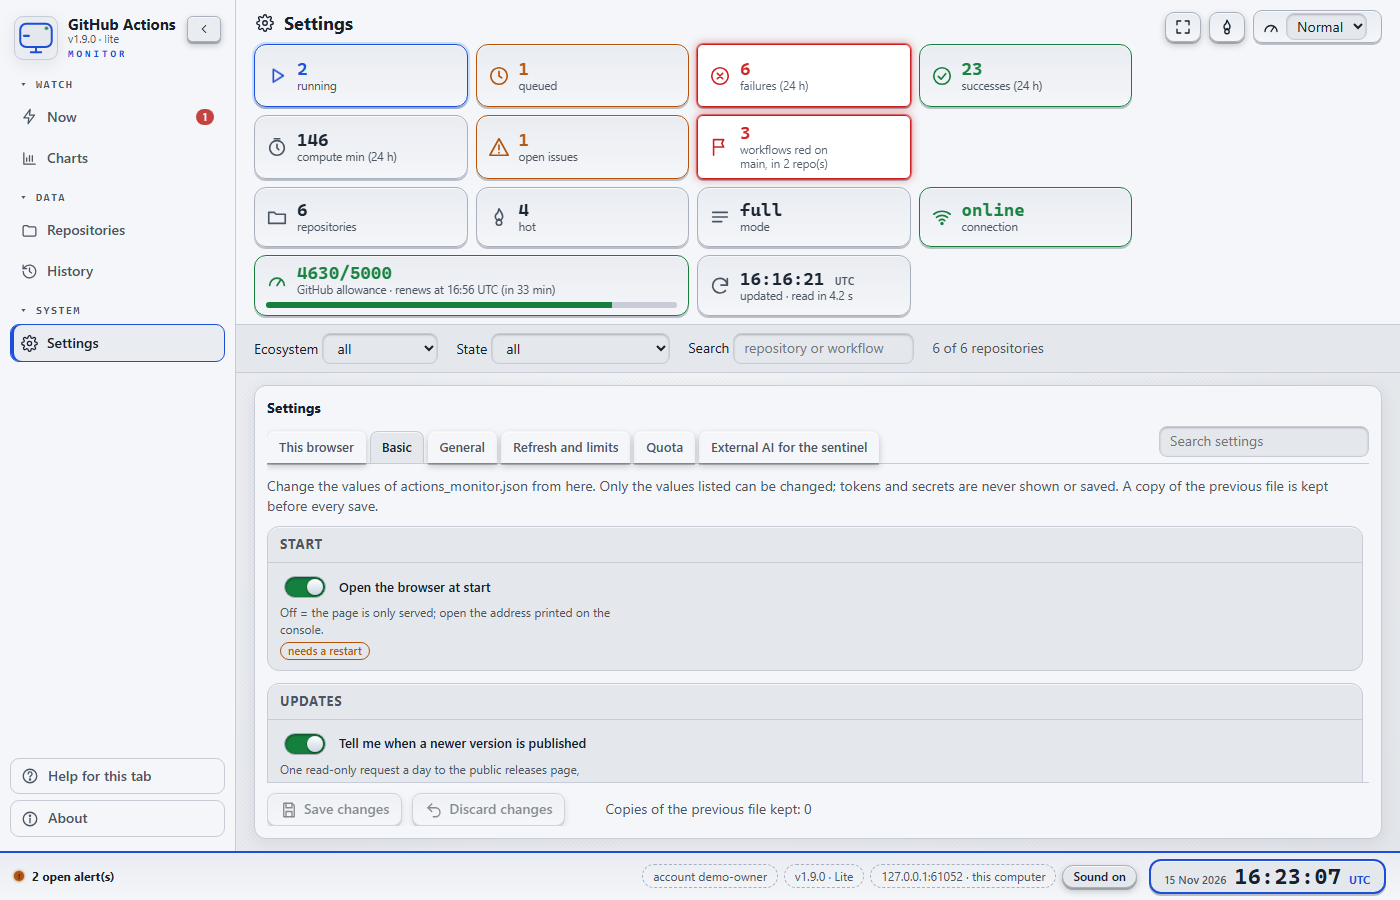 GitHub Actions
v1.9.0 · lite
MONITOR
WATCH
Now
1
Charts
DATA
Repositories
History
SYSTEM
Settings
Help for this tab
About
Settings
Normal
2
running
1
queued
6
failures (24 h)
23
successes (24 h)
146
compute min (24 h)
1
open issues
3
workflows red on
main, in 2 repo(s)
6
repositories
4
hot
full
mode
online
connection
4630/5000
GitHub allowance · renews at 16:56 UTC (in 33 min)
16:16:21 UTC
updated · read in 4.2 s
Ecosystem
all
State
all
Search
repository or workflow
6 of 6 repositories
Settings
This browser
Basic
General
Refresh and limits
Quota
External AI for the sentinel
Search settings
Change the values of actions_monitor.json from here. Only the values listed can be changed; tokens and secrets are never shown or saved. A copy of the previous file is kept
before every save.
START
Open the browser at start
Off = the page is only served; open the address printed on the
console.
needs a restart
UPDATES
Tell me when a newer version is published
One read-only request a day to the public releases page,
Save changes
Discard changes
Copies of the previous file kept: 0
2 open alert(s)
account demo-owner
v1.9.0 · Lite
127.0.0.1:61052 · this computer
Sound on
15 Nov 2026 16:23:07 UTC